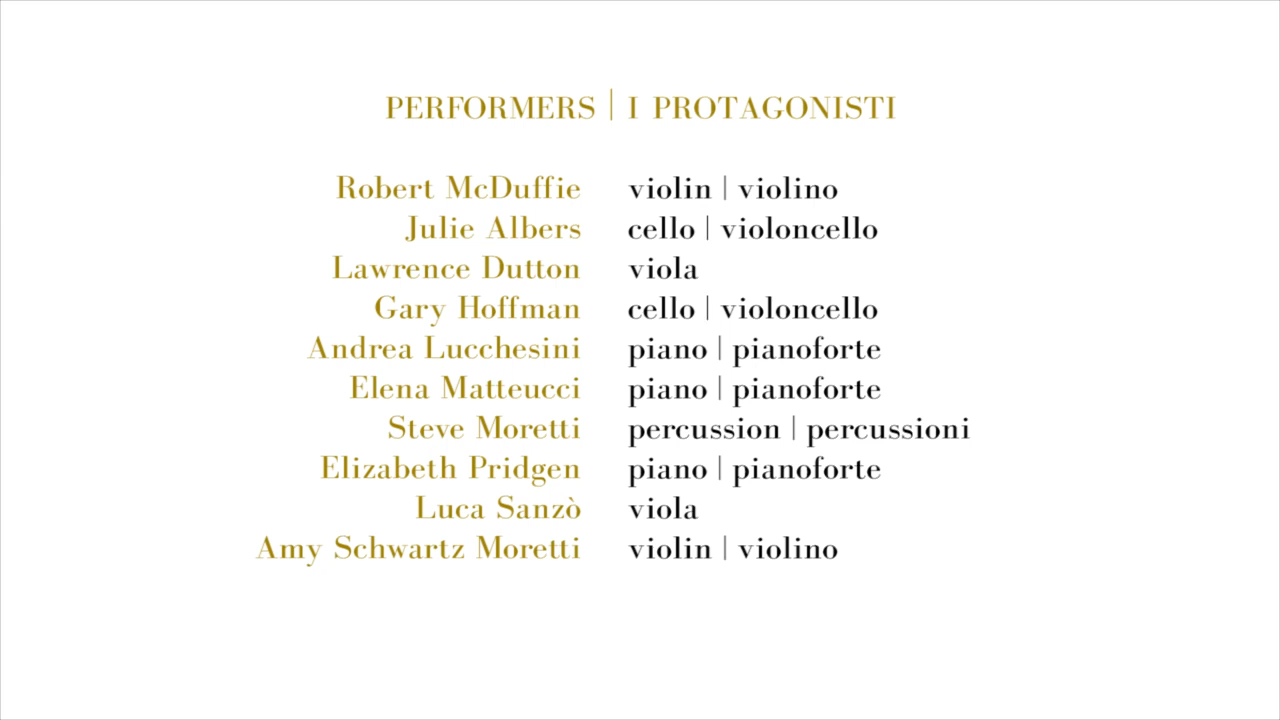 PERFORMERS | I PROTAGONISTI
Robert McDuffie violin | violino
Julie Albers cello | violoncello
Lawrence Dutton viola
Gary Hoffman cello | violoncello
Andrea Lucchesini piano | pianoforte
Elena Matteucci piano | pianoforte
Steve Moretti percussion | percussioni
Elizabeth Pridgen piano | pianoforte
Luca Sanzò viola
Amy Schwartz Moretti violin | violino